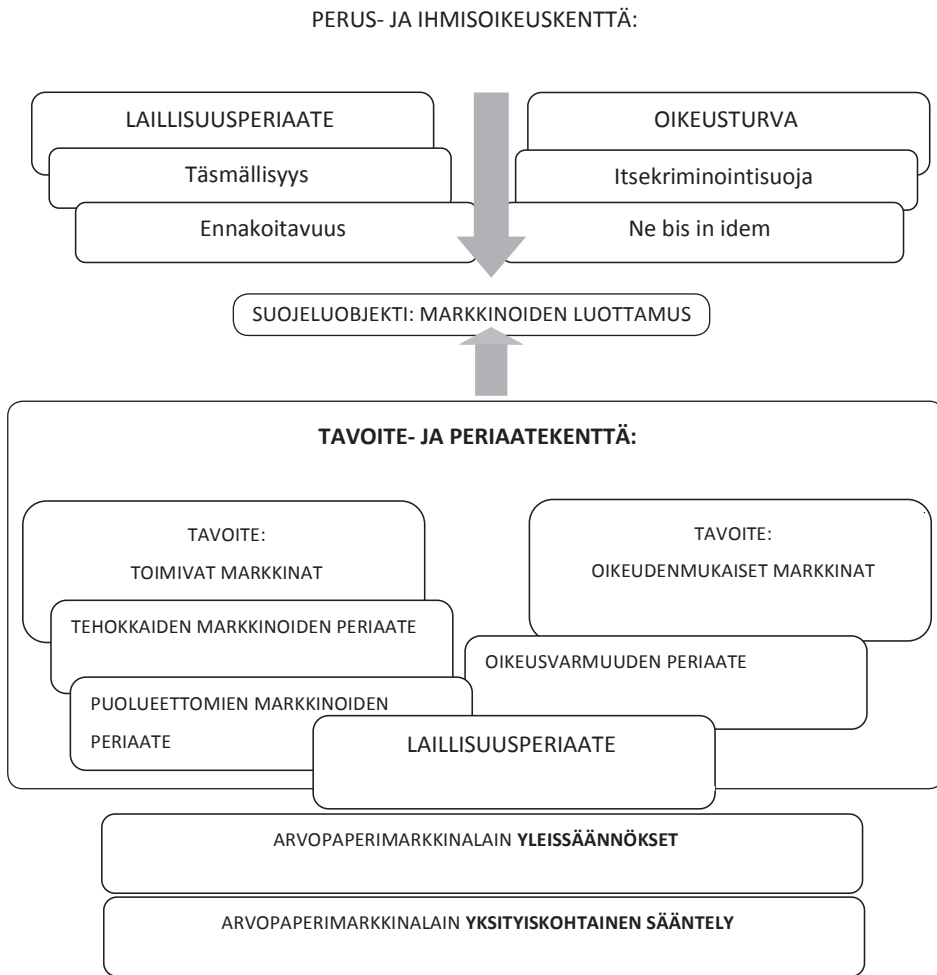 PERUS- JA IHMISOIKEUSKENTTÄ:
LAILLISUUSPERIAATE
Täsmällisyys
Ennakoitavuus
OIKEUSTURVA
Itsekriminointisuoja
Ne bis in idem
SUOJELUOBJEKTI: MARKKINOIDEN LUOTTAMUS
TAVOITE- JA PERIAATEKENTTÄ:
TAVOITE:
TOIMIVAT MARKKINAT
TEHOKKAIDEN MARKKINOIDEN PERIAATE
PUOLUEETTOMIEN MARKKINOIDEN
PERIAATE
TAVOITE:
OIKEUDENMUKAISET MARKKINAT
OIKEUSVARMUUDEN PERIAATE
LAILLISUUSPERIAATE
ARVOPAPERIMARKKINALAIN YLEISSÄÄNNÖKSET
ARVOPAPERIMARKKINALAIN YKSITYISKOHTAINEN SÄÄNTELY